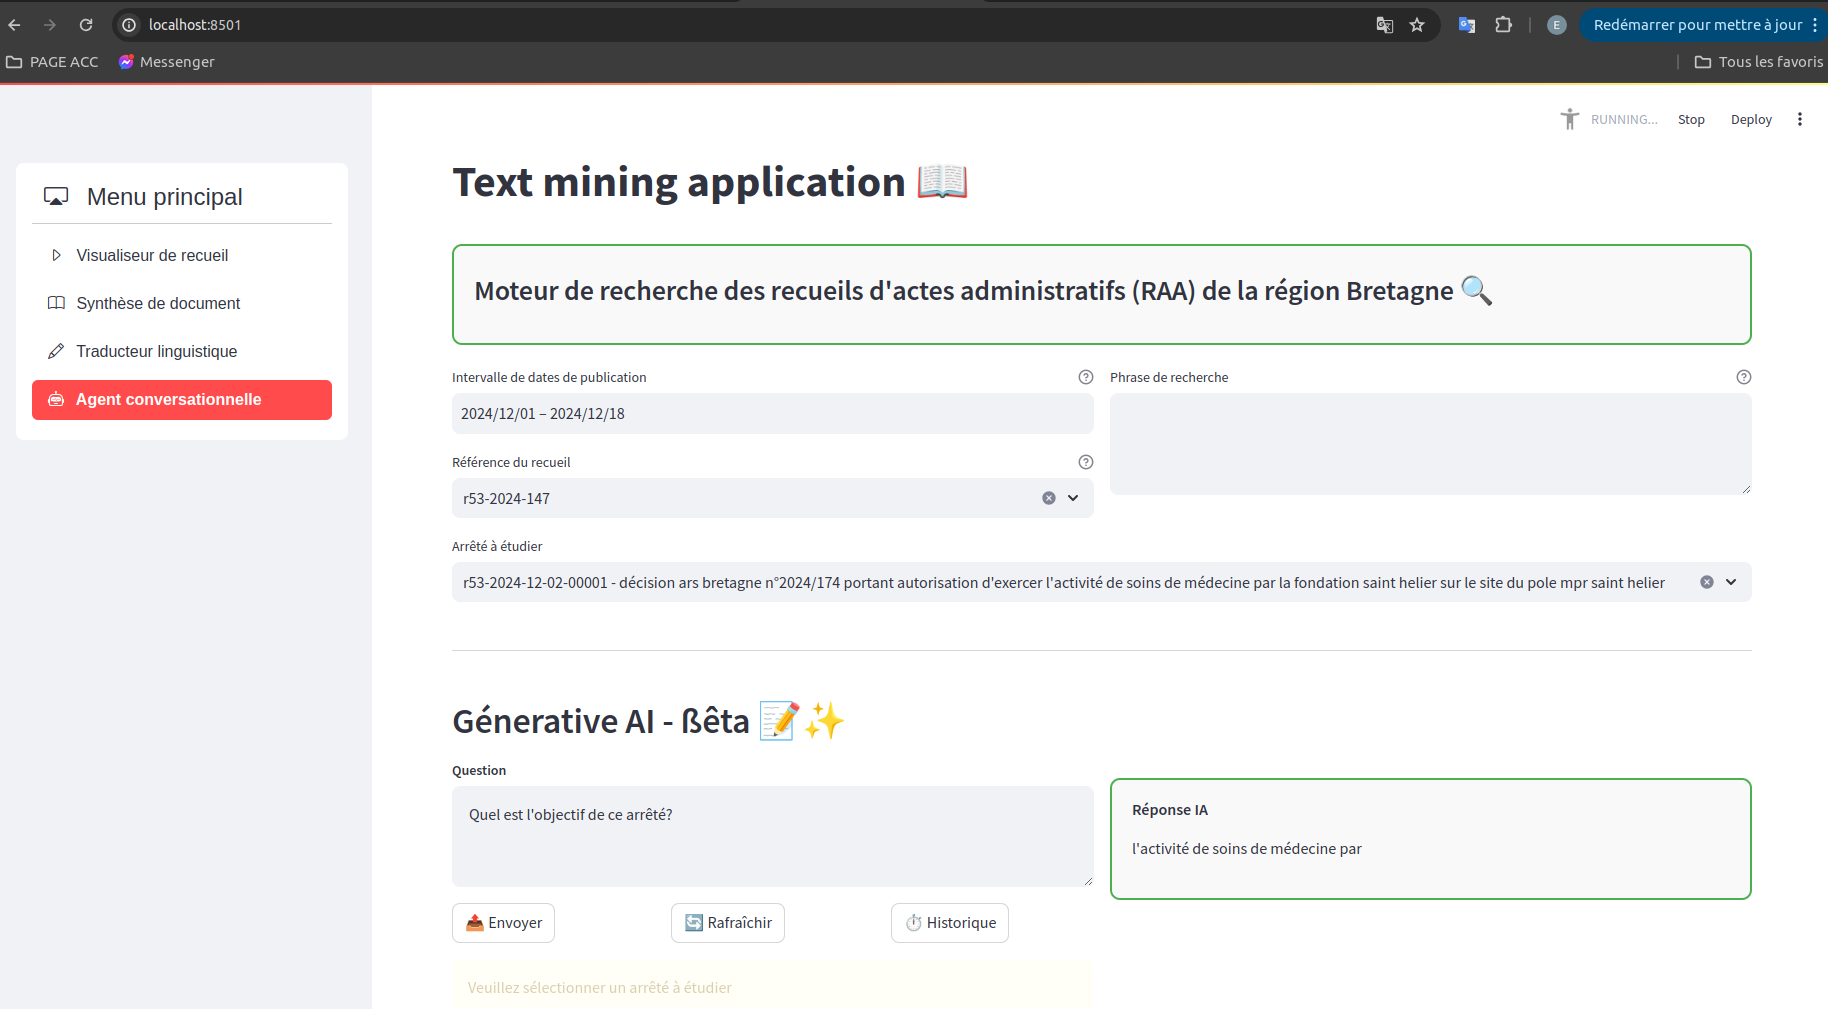 localhost:8501
E
Redémarrer pour mettre à jour
PAGE ACC
Messenger
Tous les favoris
RUNNING...
Stop
Deploy
Menu principal
Visualiseur de recueil
Synthèse de document
Traducteur linguistique
Agent conversationnelle
Text mining application
Moteur de recherche des recueils d'actes administratifs (RAA) de la région Bretagne
Intervalle de dates de publication
2024/12/01 – 2024/12/18
Phrase de recherche
Référence du recueil
r53-2024-147
Arrêté à étudier
r53-2024-12-02-00001 - décision ars bretagne n°2024/174 portant autorisation d'exercer l'activité de soins de médecine par la fondation saint helier sur le site du pole mpr saint helier
Génerative AI - ßêta
Question
Quel est l'objectif de ce arrêté?
Réponse IA
l'activité de soins de médecine par
Envoyer
Rafraîchir
Historique
Veuillez sélectionner un arrêté à étudier